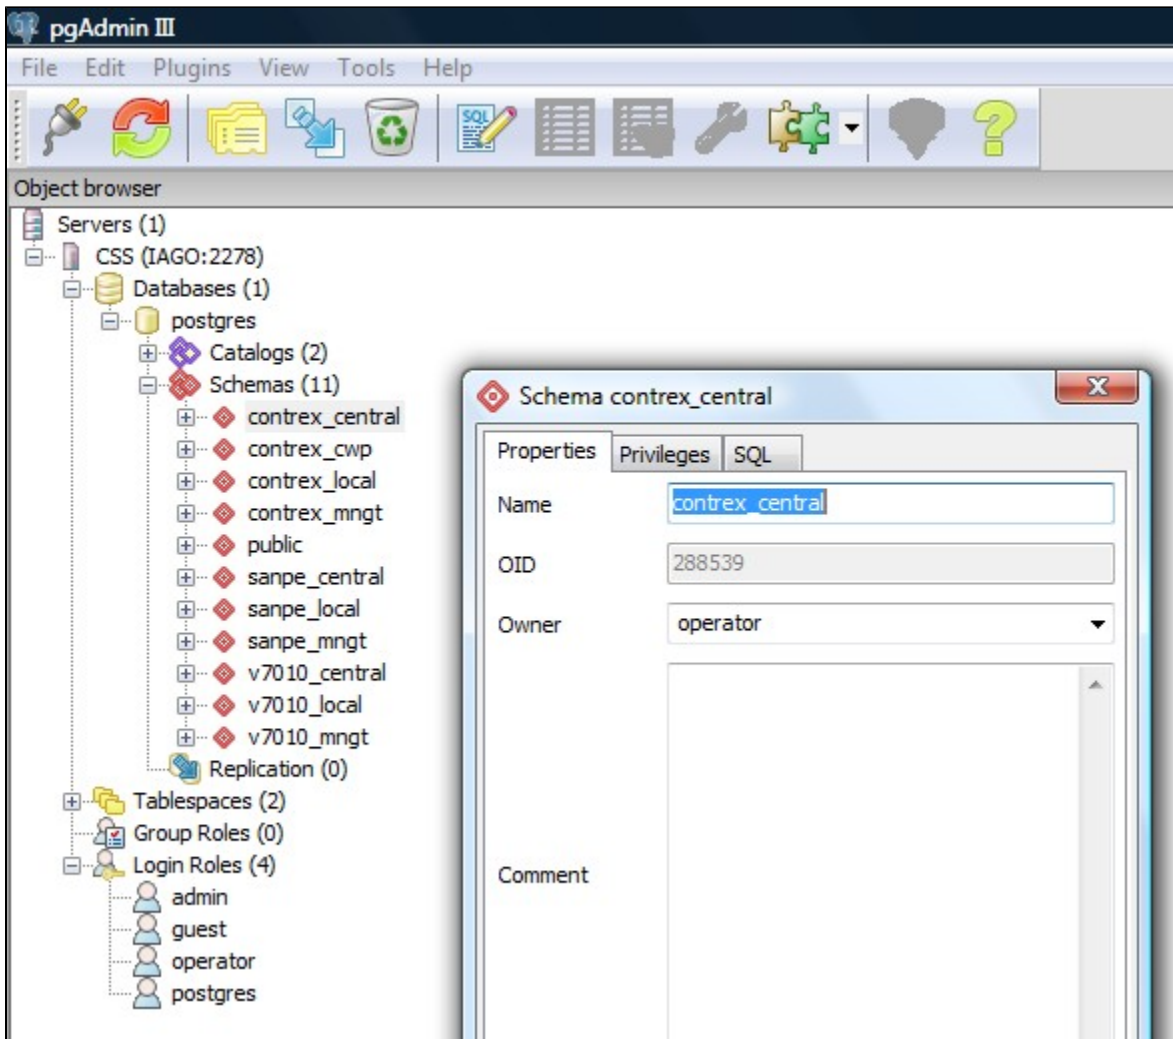 pgAdmin III
File Edit Plugins View Tools Help
SQL
Object browser
Servers (1)
CSS (IAGO:2278)
Databases (1)
postgres
Catalogs (2)
Schemas (11)
contrex_central
contrex_cwp
contrex_local
contrex_mngt
public
sanpe_central
sanpe_local
sanpe_mngt
v7010_central
v7010_local
v7010_mngt
Replication (0)
Tablespaces (2)
Group Roles (0)
Login Roles (4)
admin
guest
operator
postgres
Schema contrex_central
Properties Privileges SQL
Name contrex_central
OID 288539
Owner operator
Comment